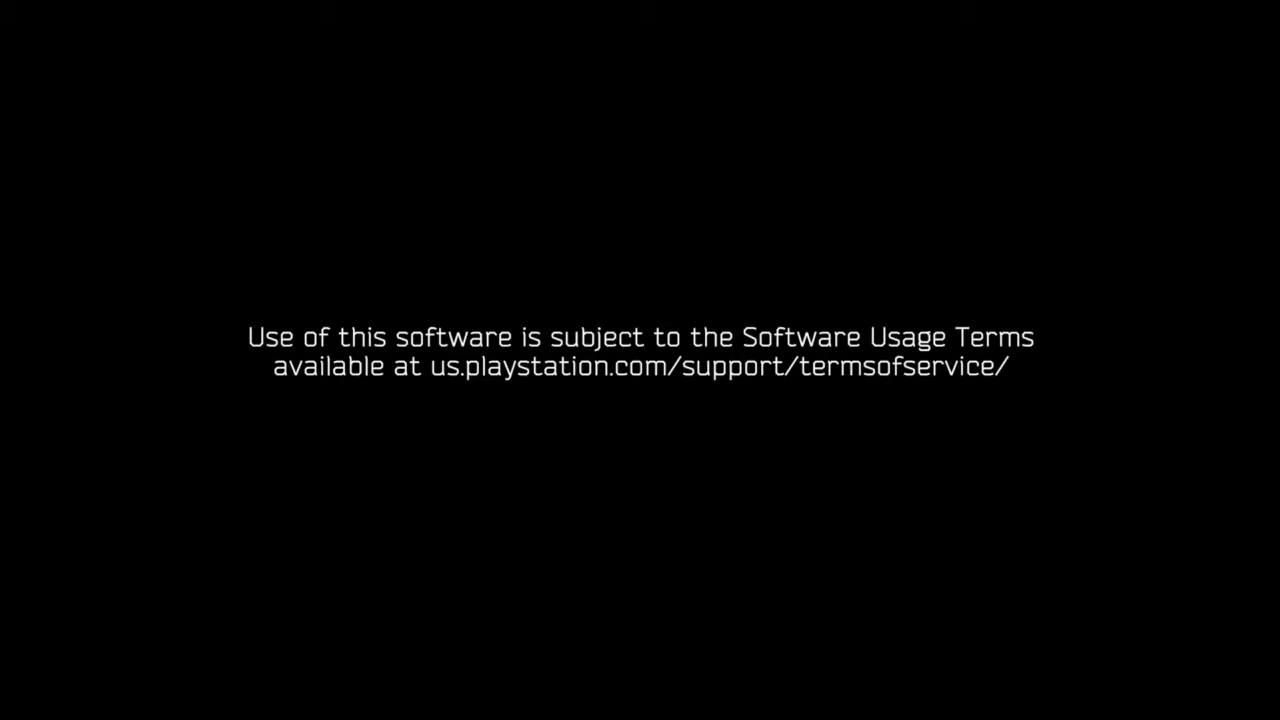 Use of this software is subject to the Software Usage Terms
available at us.playstation.com/support/termsofservice/